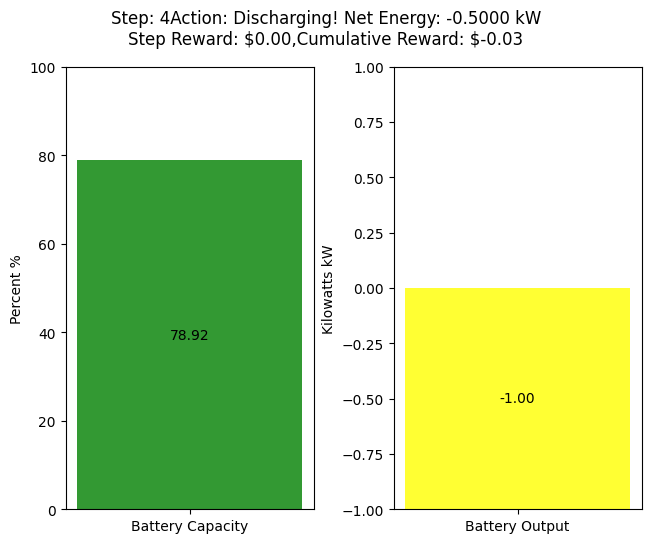 Step: 4Action: Discharging! Net Energy: -0.5000 kW
Step Reward: $0.00,Cumulative Reward: $-0.03
Percent %
100
80
60
40
20
0
78.92
Battery Capacity
Kilowatts kW
1.00
0.75
0.50
0.25
0.00
−0.25
−0.50
−0.75
−1.00
-1.00
Battery Output